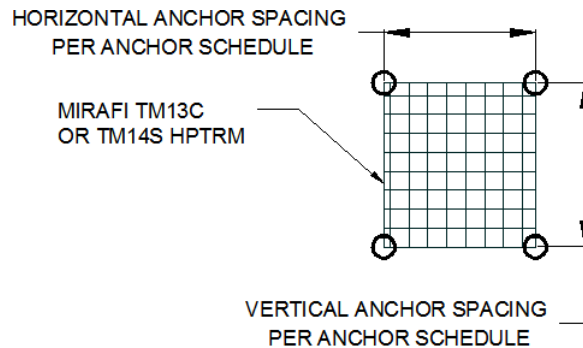 HORIZONTAL ANCHOR SPACING
PER ANCHOR SCHEDULE
MIRAFI TM13C
OR TM14S HPTRM
VERTICAL ANCHOR SPACING
PER ANCHOR SCHEDULE